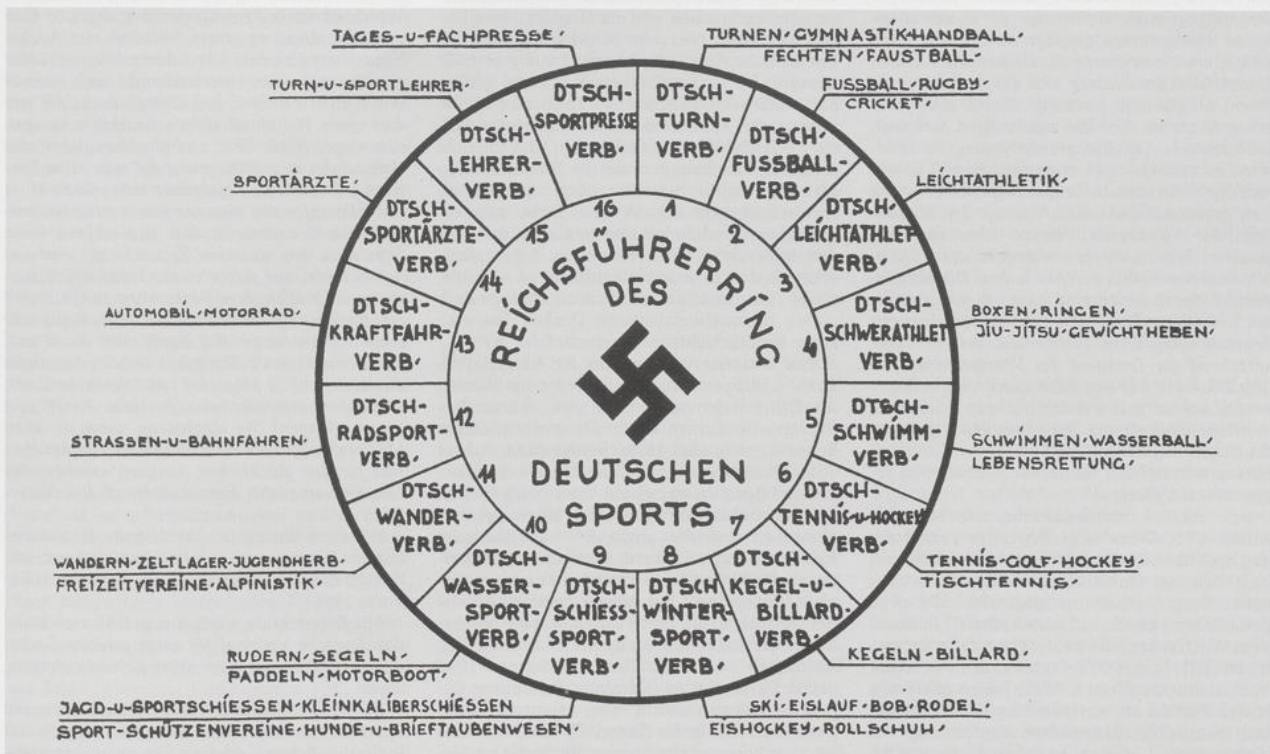 TAGES-U-FACHPRESSE·
TURNEN·GYMNASTIK·HANDBALL·
FECHTEN·FAUSTBALL·
TURN-U-SPORTLEHRER·
FUSSBALL·RUGBY·
CRICKET·
SPORTÄRZTE·
LEICHTATHLETIK·
AUTOMOBIL·MOTORRAD·
BOXEN·RINGEN·
JIU-JITSU·GEWICHTHEBEN·
STRASSEN-U-BAHNFAHREN·
SCHWIMMEN·WASSERBALL·
LEBENSRETTUNG·
WANDERN·ZELTLAGER·JUGENDHERB·
FREIZEITVEREINE·ALPINISTIK·
TENNIS·GOLF·HOCKEY·
TISCHTENNIS·
RUDERN·SEGELN·
PADDELN·MOTORBOOT·
KEGELN·BILLARD·
JAGD-U-SPORTSCHIESSEN·KLEINKALIBERSCHIESSEN
SPORT-SCHÜTZENVEREINE·HUNDE-U-BRIEFTAUBENWESEN·
SKI·EISLAUF·BOB·RODEL·
EISHOCKEY·ROLLSCHUH·
1
DTSCH-
TURN-
VERB·
2
DTSCH-
FUSSBALL-
VERB·
3
DTSCH-
LEICHTATHLET-
VERB·
4
DTSCH-
SCHWERATHLET
VERB·
5
DTSCH-
SCHWIMM-
VERB·
6
DTSCH-
TENNIS-U-HOCKEY
VERB·
7
DTSCH-
KEGEL-U-
BILLARD-
VERB·
8
DTSCH
WINTER-
SPORT-
VERB·
9
DTSCH-
SCHIESS-
SPORT-
VERB·
10
DTSCH-
WASSER-
SPORT-
VERB·
11
DTSCH-
WANDER-
VERB·
12
DTSCH-
RADSPORT-
VERB·
13
DTSCH-
KRAFTFAHR-
VERB·
14
DTSCH-
SPORTÄRZTE-
VERB·
15
DTSCH-
LEHRER-
VERB·
16
DTSCH-
SPORTPRESSE
VERB·
REICHSFÜHRERRING
DES
DEUTSCHEN
SPORTS